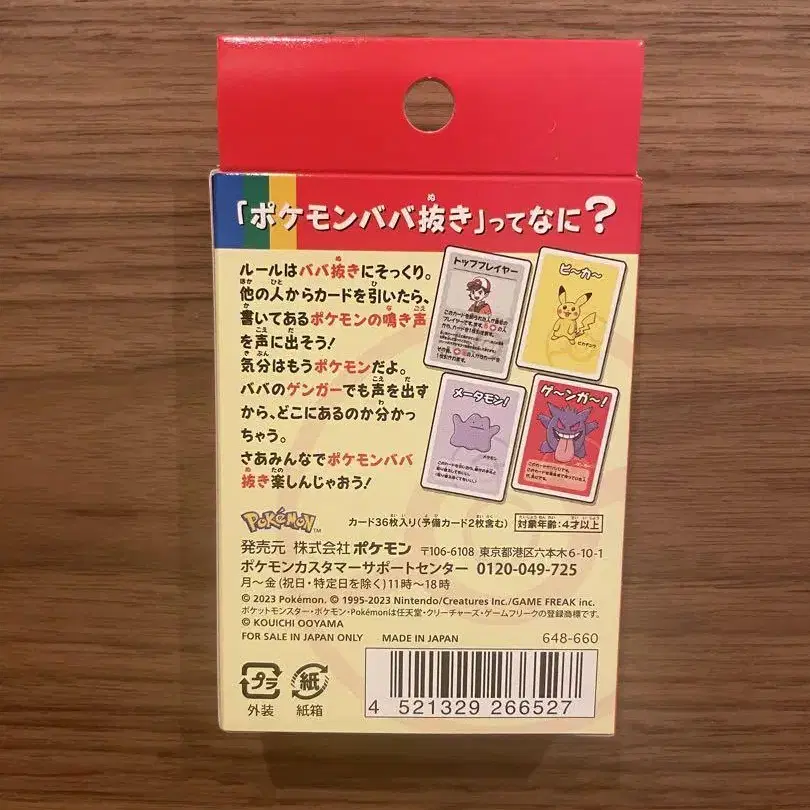 「ポケモンババ抜き」ってなに？
ルールはババ抜きにそっくり。
他の人からカードを引いたら、
書いてあるポケモンの鳴き声
を声に出そう！
気分はもうポケモンだよ。
ババのゲンガーでも声を出す
から、どこにあるのか分かっ
ちゃう。
さあみんなでポケモンババ
抜き楽しんじゃおう！
トップフレイヤー
ピ〜カ〜
ピカチュウ
メータモン！
メタモン
ゲ〜ンガ〜！
POKéMON
カード36枚入り(予備カード2枚含む)
対象年齢:4才以上
発売元 株式会社ポケモン 〒106-6108 東京都港区六本木6-10-1
ポケモンカスタマーサポートセンター 0120-049-725
月〜金(祝日・特定日を除く)11時〜18時
© 2023 Pokémon. © 1995-2023 Nintendo/Creatures Inc./GAME FREAK inc.
ポケットモンスター・ポケモン・Pokémonは任天堂・クリーチャーズ・ゲームフリークの登録商標です。
© KOUICHI OOYAMA
FOR SALE IN JAPAN ONLY MADE IN JAPAN 648-660
プラ 紙
外装 紙箱
4 521329 266527